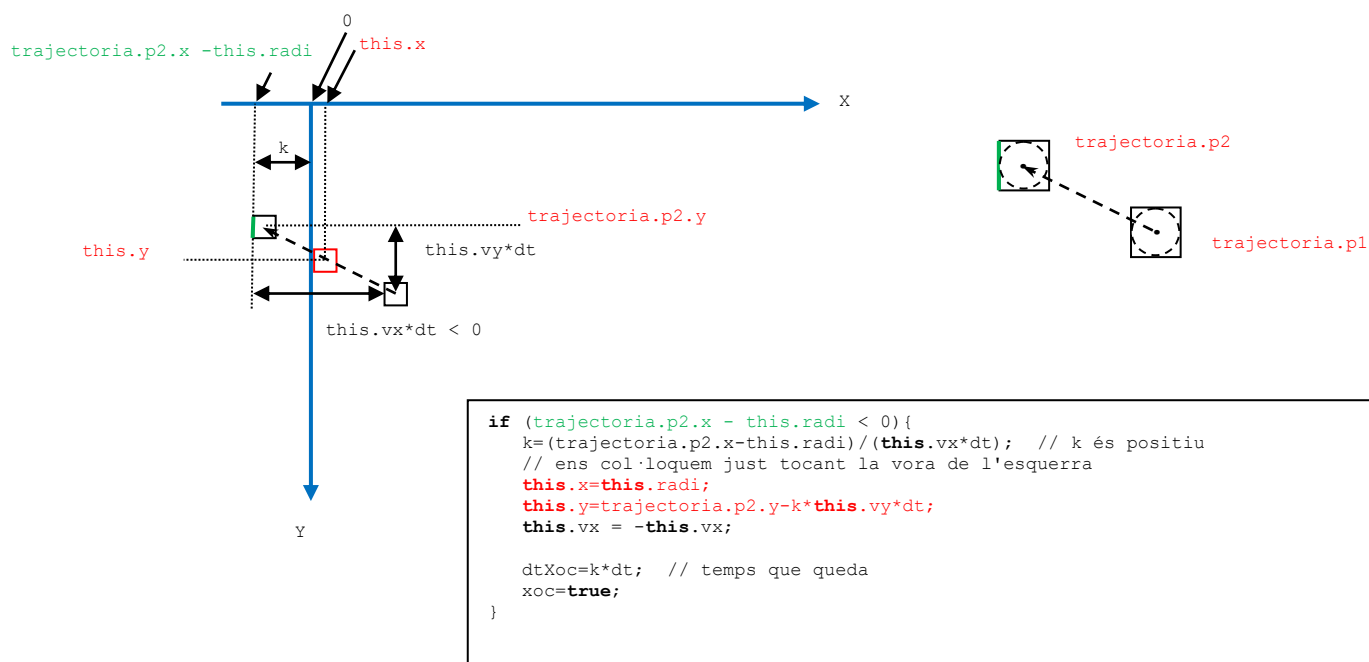 0
trajectoria.p2.x -this.radi
this.x
X
k
trajectoria.p2
trajectoria.p2.y
this.y
this.vy*dt
trajectoria.p1
this.vx*dt < 0
Y
if (trajectoria.p2.x - this.radi < 0){
k=(trajectoria.p2.x-this.radi)/(this.vx*dt);  // k és positiu
// ens col·loquem just tocant la vora de l'esquerra
this.x=this.radi;
this.y=trajectoria.p2.y-k*this.vy*dt;
this.vx = -this.vx;
dtXoc=k*dt;  // temps que queda
xoc=true;
}